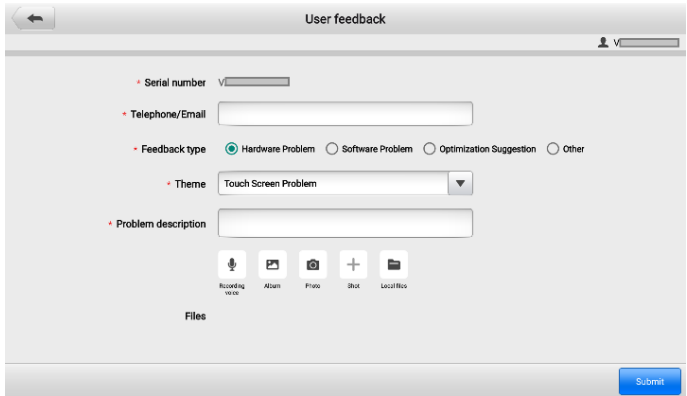 User feedback
V
* Serial number V
* Telephone/Email
* Feedback type Hardware Problem Software Problem Optimization Suggestion Other
* Theme Touch Screen Problem
* Problem description
Recording voice Album Photo Shot Local files
Files
Submit